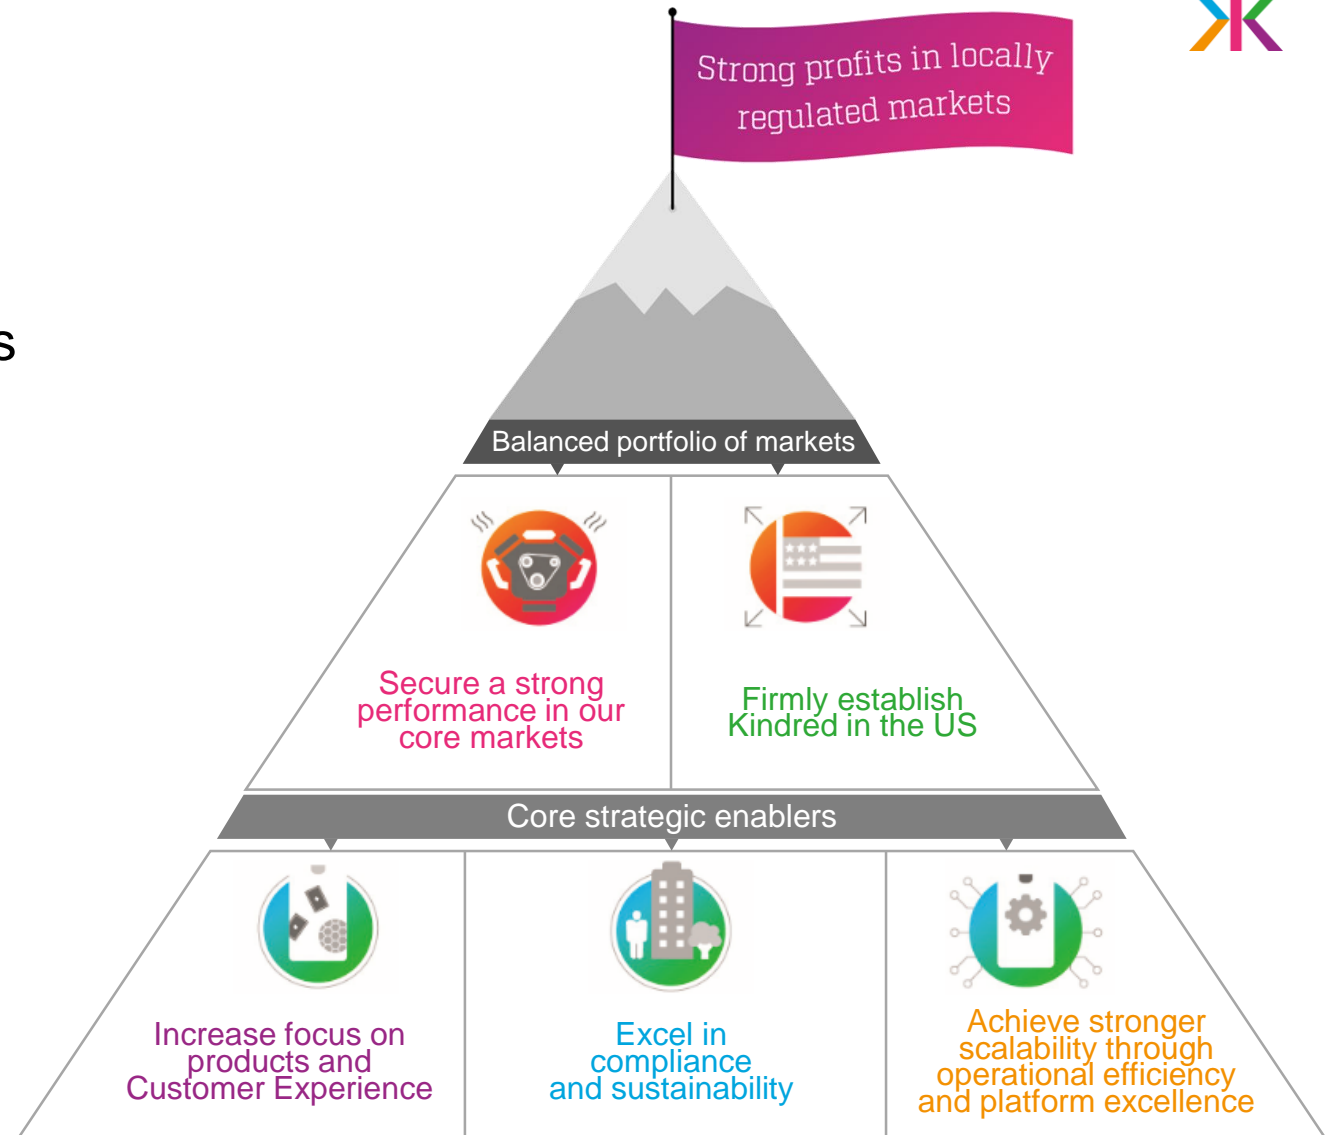 Strong profits in locally
regulated markets
s
Balanced portfolio of markets
Secure a strong
performance in our
core markets
Firmly establish
Kindred in the US
Core strategic enablers
Increase focus on
products and
Customer Experience
Excel in
compliance
and sustainability
Achieve stronger
scalability through
operational efficiency
and platform excellence